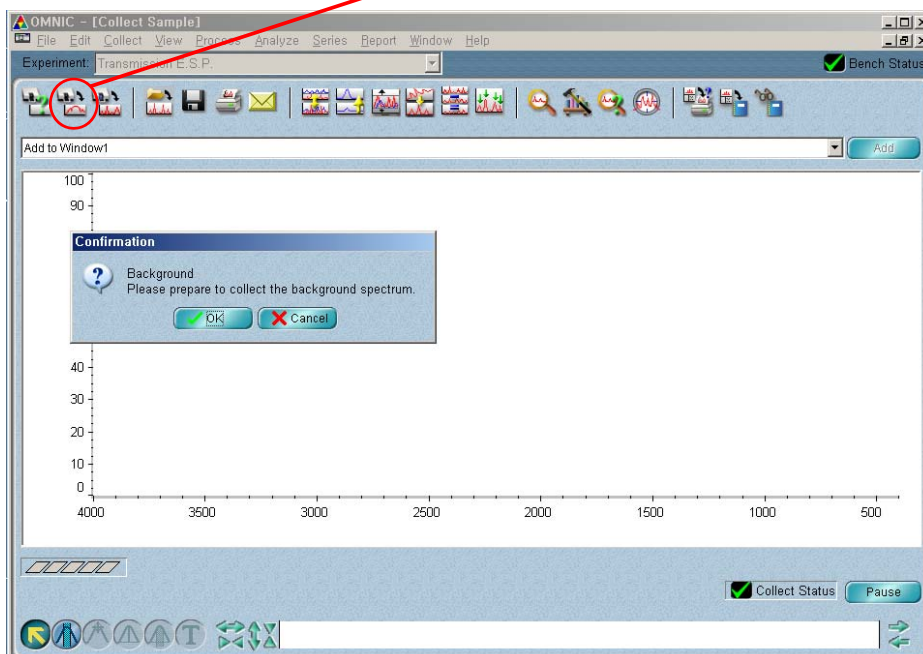 OMNIC - [Collect Sample]
File Edit Collect View Process Analyze Series Report Window Help
Experiment: Transmission E.S.P. Bench Status
Add to Window1 Add
100
90
Confirmation
?
Background
Please prepare to collect the background spectrum.
OK Cancel
40
30
20
10
0
4000 3500 3000 2500 2000 1500 1000 500
Collect Status Pause
T